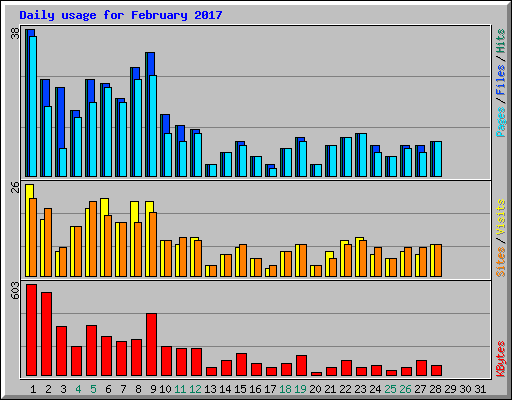 Daily usage for February 2017
38
Pages / Files / Hits
26
Sites / Visits
603
KBytes
1 2 3 4 5 6 7 8 9 10 11 12 13 14 15 16 17 18 19 20 21 22 23 24 25 26 27 28 29 30 31